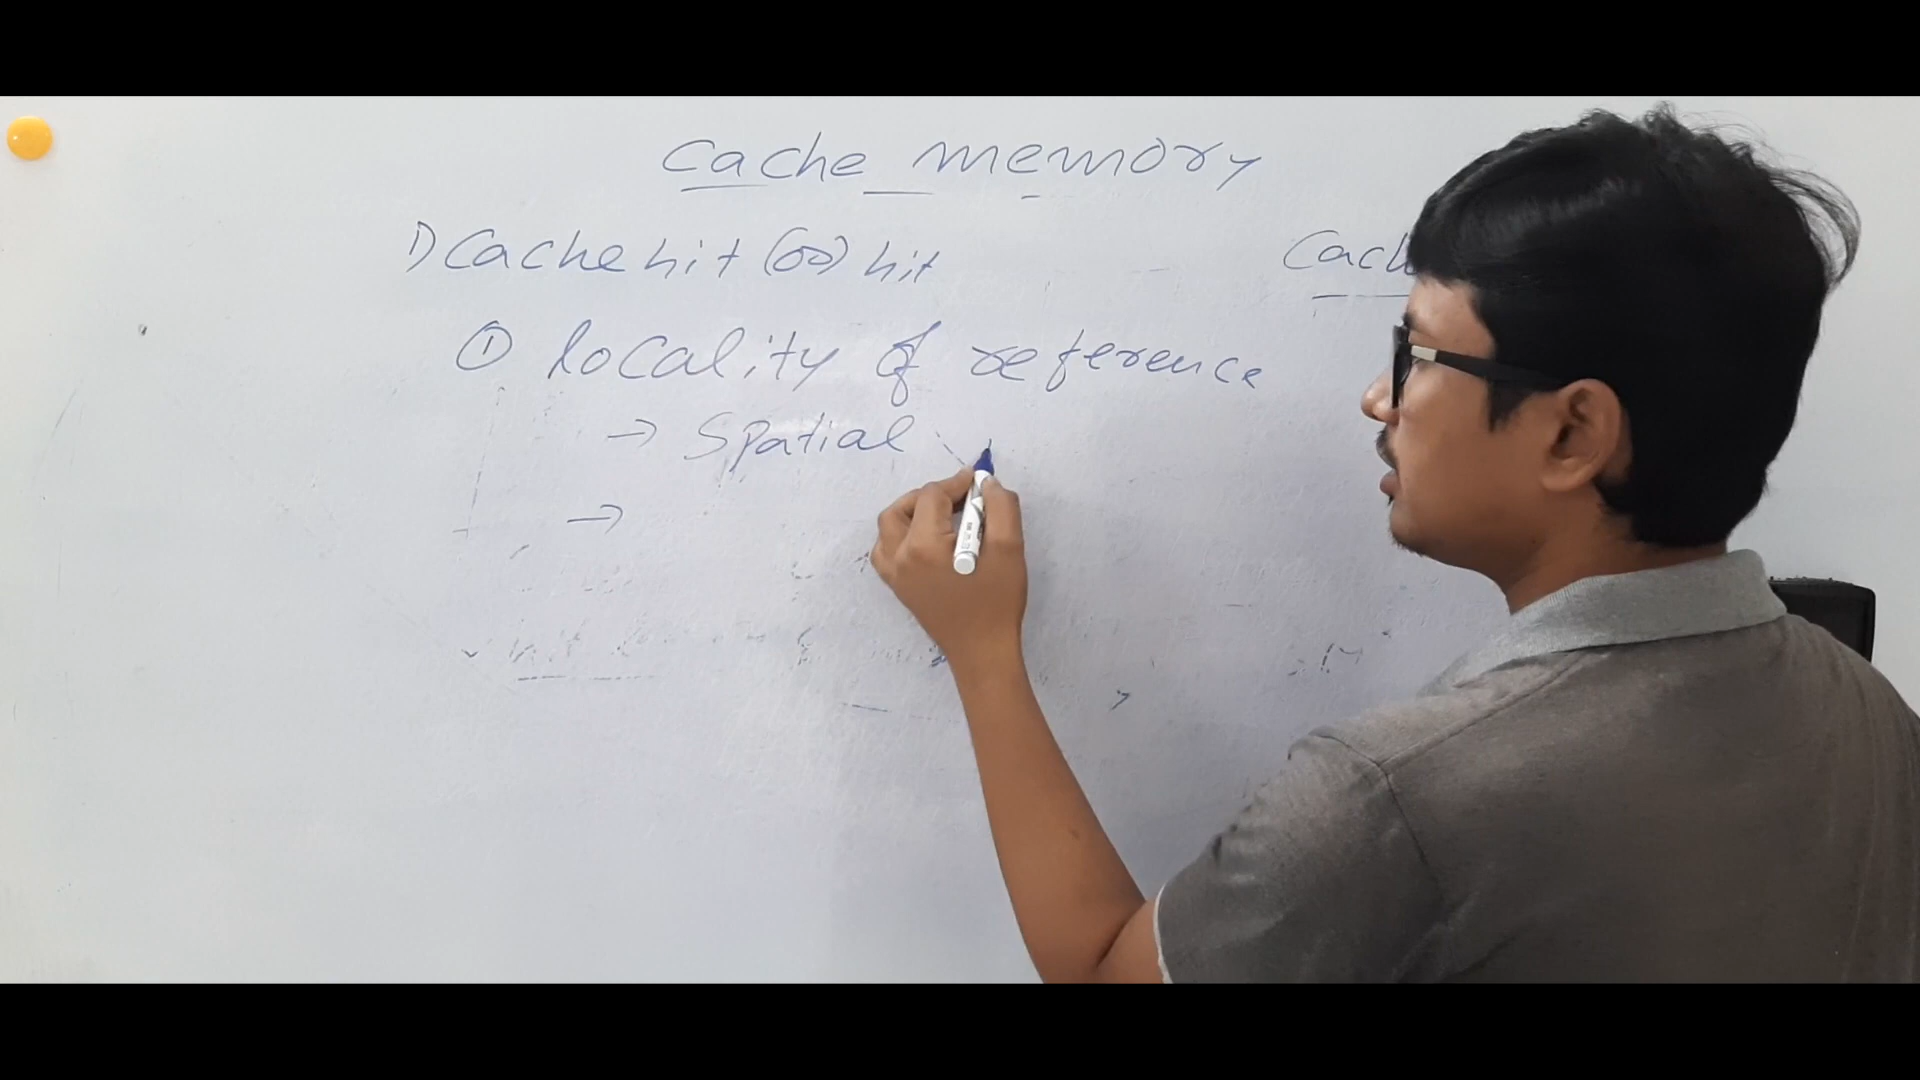 Cache memory
1) Cache hit (or) hit
Cach
① locality of reference
→ Spatial
→